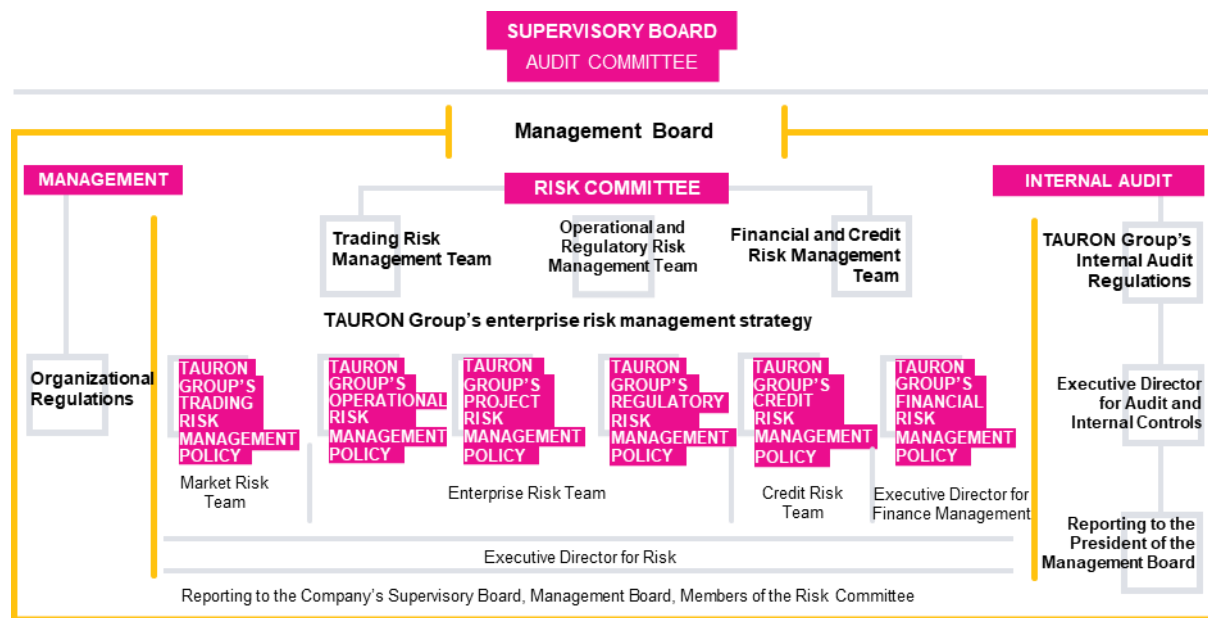 SUPERVISORY BOARD
AUDIT COMMITTEE
Management Board
MANAGEMENT
RISK COMMITTEE
INTERNAL AUDIT
Trading Risk
Management Team
Operational and
Regulatory Risk
Management Team
Financial and Credit
Risk Management
Team
TAURON Group's
Internal Audit
Regulations
TAURON Group's enterprise risk management strategy
Organizational
Regulations
TAURON
GROUP'S
TRADING
RISK
MANAGEMENT
POLICY
TAURON
GROUP'S
OPERATIONAL
RISK
MANAGEMENT
POLICY
TAURON
GROUP'S
PROJECT
RISK
MANAGEMENT
POLICY
TAURON
GROUP'S
REGULATORY
RISK
MANAGEMENT
POLICY
TAURON
GROUP'S
CREDIT
RISK
MANAGEMENT
POLICY
TAURON
GROUP'S
FINANCIAL
RISK
MANAGEMENT
POLICY
Executive Director
for Audit and
Internal Controls
Market Risk
Team
Enterprise Risk Team
Credit Risk
Team
Executive Director for
Finance Management
Reporting to the
President of the
Management Board
Executive Director for Risk
Reporting to the Company's Supervisory Board, Management Board, Members of the Risk Committee